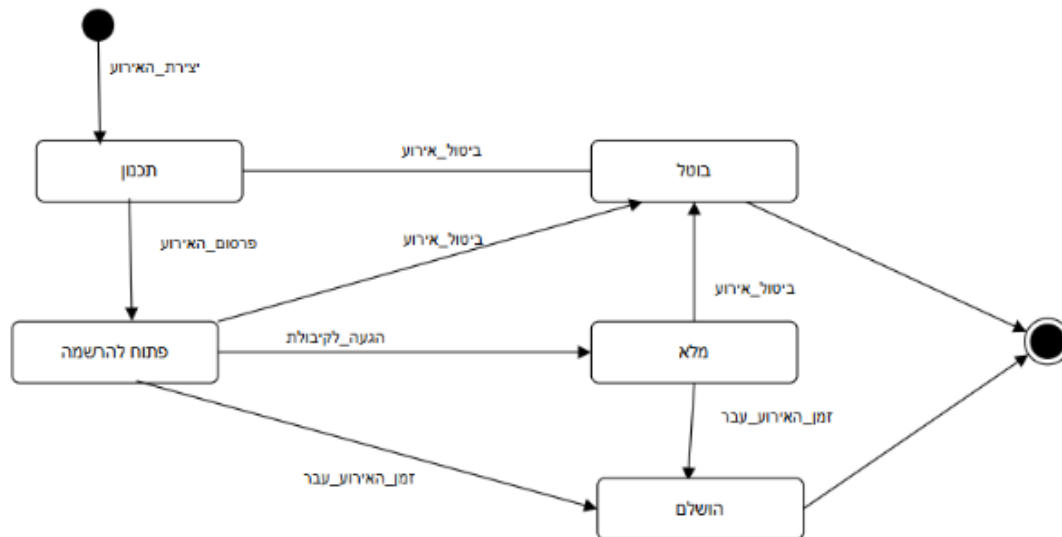 יצירת_האירוע
ביטול_אירוע
תכנון
בוטל
ביטול_אירוע
פרסום_האירוע
ביטול_אירוע
הגעה_לקיבולת
פתוח להרשמה
מלא
זמן_האירוע_עבר
זמן_האירוע_עבר
הושלם